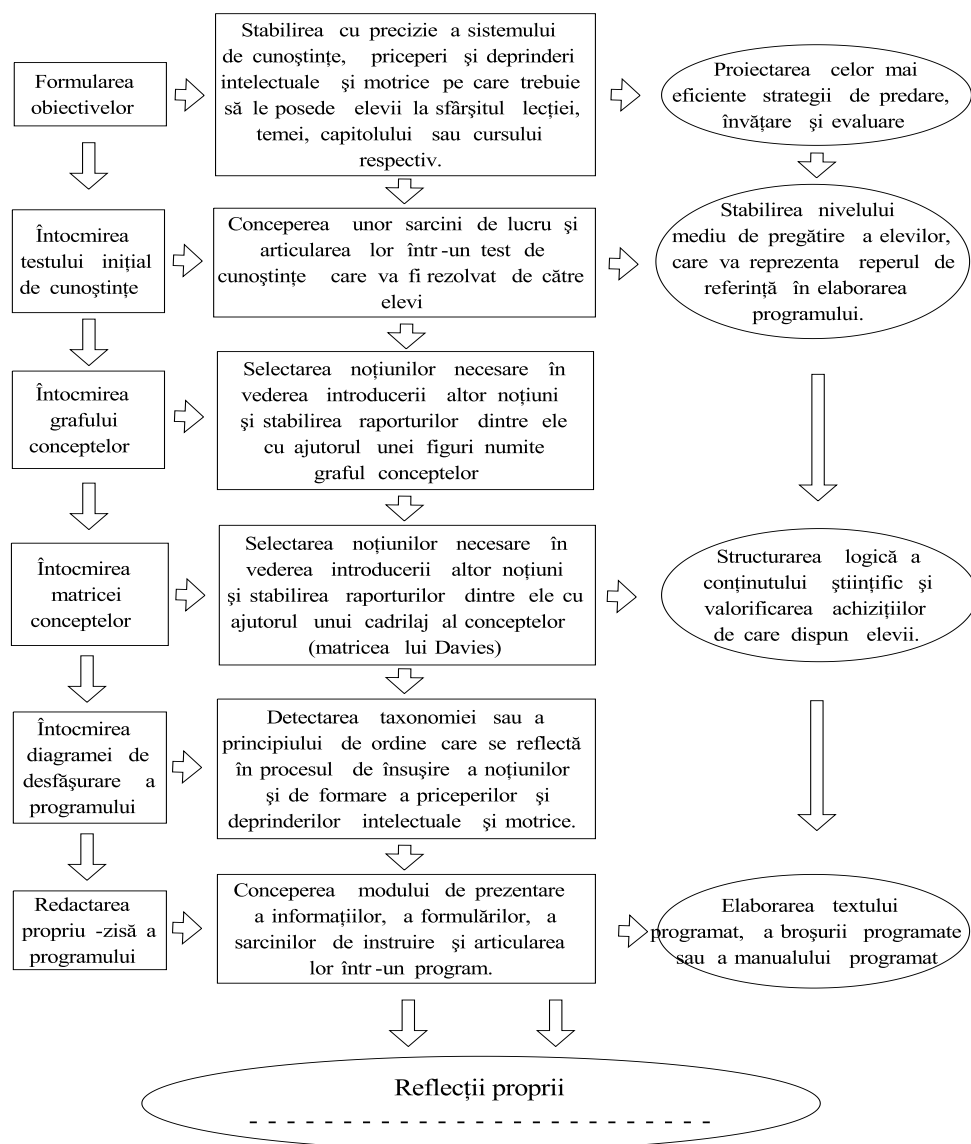 Formularea
obiectivelor
Stabilirea cu precizie a sistemului
de cunoştinţe, priceperi şi deprinderi
intelectuale şi motrice pe care trebuie
să le posede elevii la sfârşitul lecţiei,
temei, capitolului sau cursului
respectiv.
Proiectarea celor mai
eficiente strategii de predare,
învăţare şi evaluare
Întocmirea
testului iniţial
de cunoştinţe
Conceperea unor sarcini de lucru şi
articularea lor într-un test de
cunoştinţe care va fi rezolvat de către
elevi
Stabilirea nivelului
mediu de pregătire a elevilor,
care va reprezenta reperul de
referinţă în elaborarea
programului.
Întocmirea
grafului
conceptelor
Selectarea noţiunilor necesare în
vederea introducerii altor noţiuni
şi stabilirea raporturilor dintre ele
cu ajutorul unei figuri numite
graful conceptelor
Întocmirea
matricei
conceptelor
Selectarea noţiunilor necesare în
vederea introducerii altor noţiuni
şi stabilirea raporturilor dintre ele cu
ajutorul unui cadrilaj al conceptelor
(matricea lui Davies)
Structurarea logică a
conţinutului ştiinţific şi
valorificarea achiziţiilor
de care dispun elevii.
Întocmirea
diagramei de
desfăşurare a
programului
Detectarea taxonomiei sau a
principiului de ordine care se reflectă
în procesul de însuşire a noţiunilor
şi de formare a priceperilor şi
deprinderilor intelectuale şi motrice.
Redactarea
propriu -zisă a
programului
Conceperea modului de prezentare
a informaţiilor, a formulărilor, a
sarcinilor de instruire şi articularea
lor într-un program.
Elaborarea textului
programat, a broşurii programate
sau a manualului programat
Reflecţii proprii